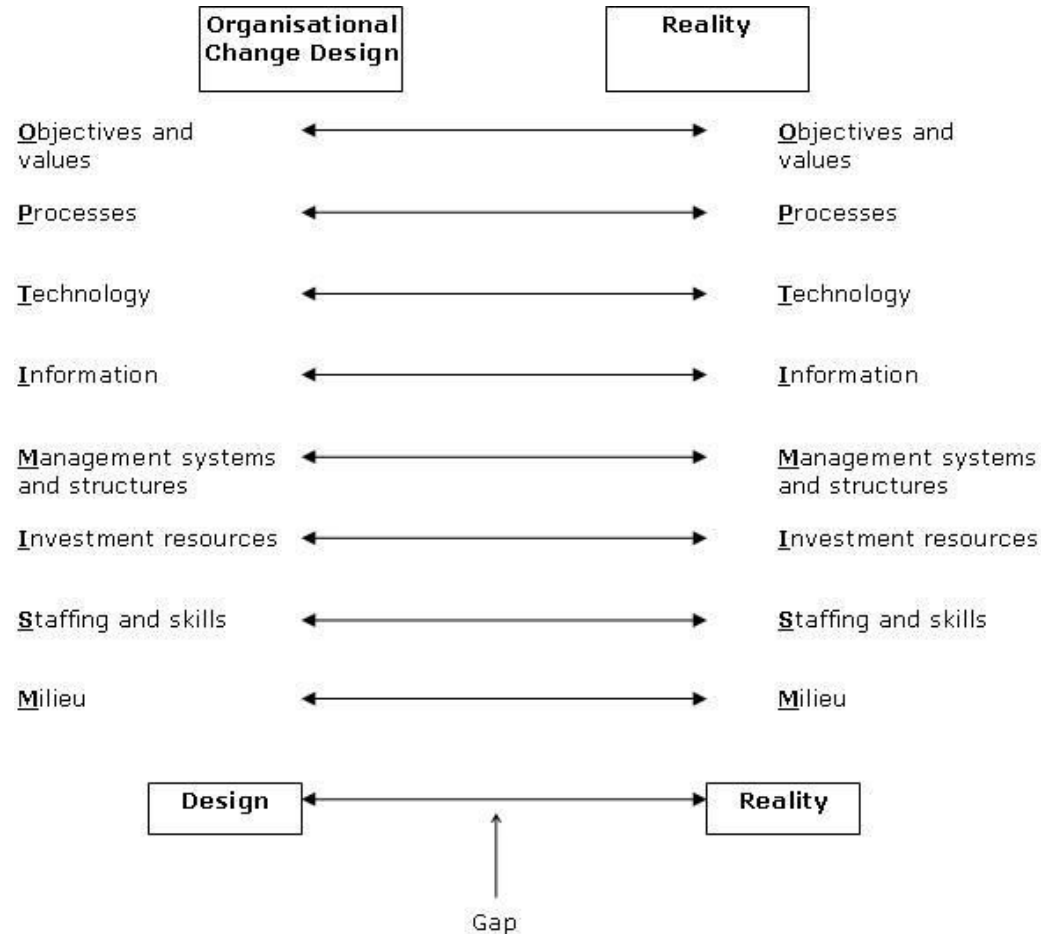 Organisational
Change Design
Reality
Objectives and
values
Objectives and
values
Processes
Processes
Technology
Technology
Information
Information
Management systems
and structures
Management systems
and structures
Investment resources
Investment resources
Staffing and skills
Staffing and skills
Milieu
Milieu
Design
Reality
Gap